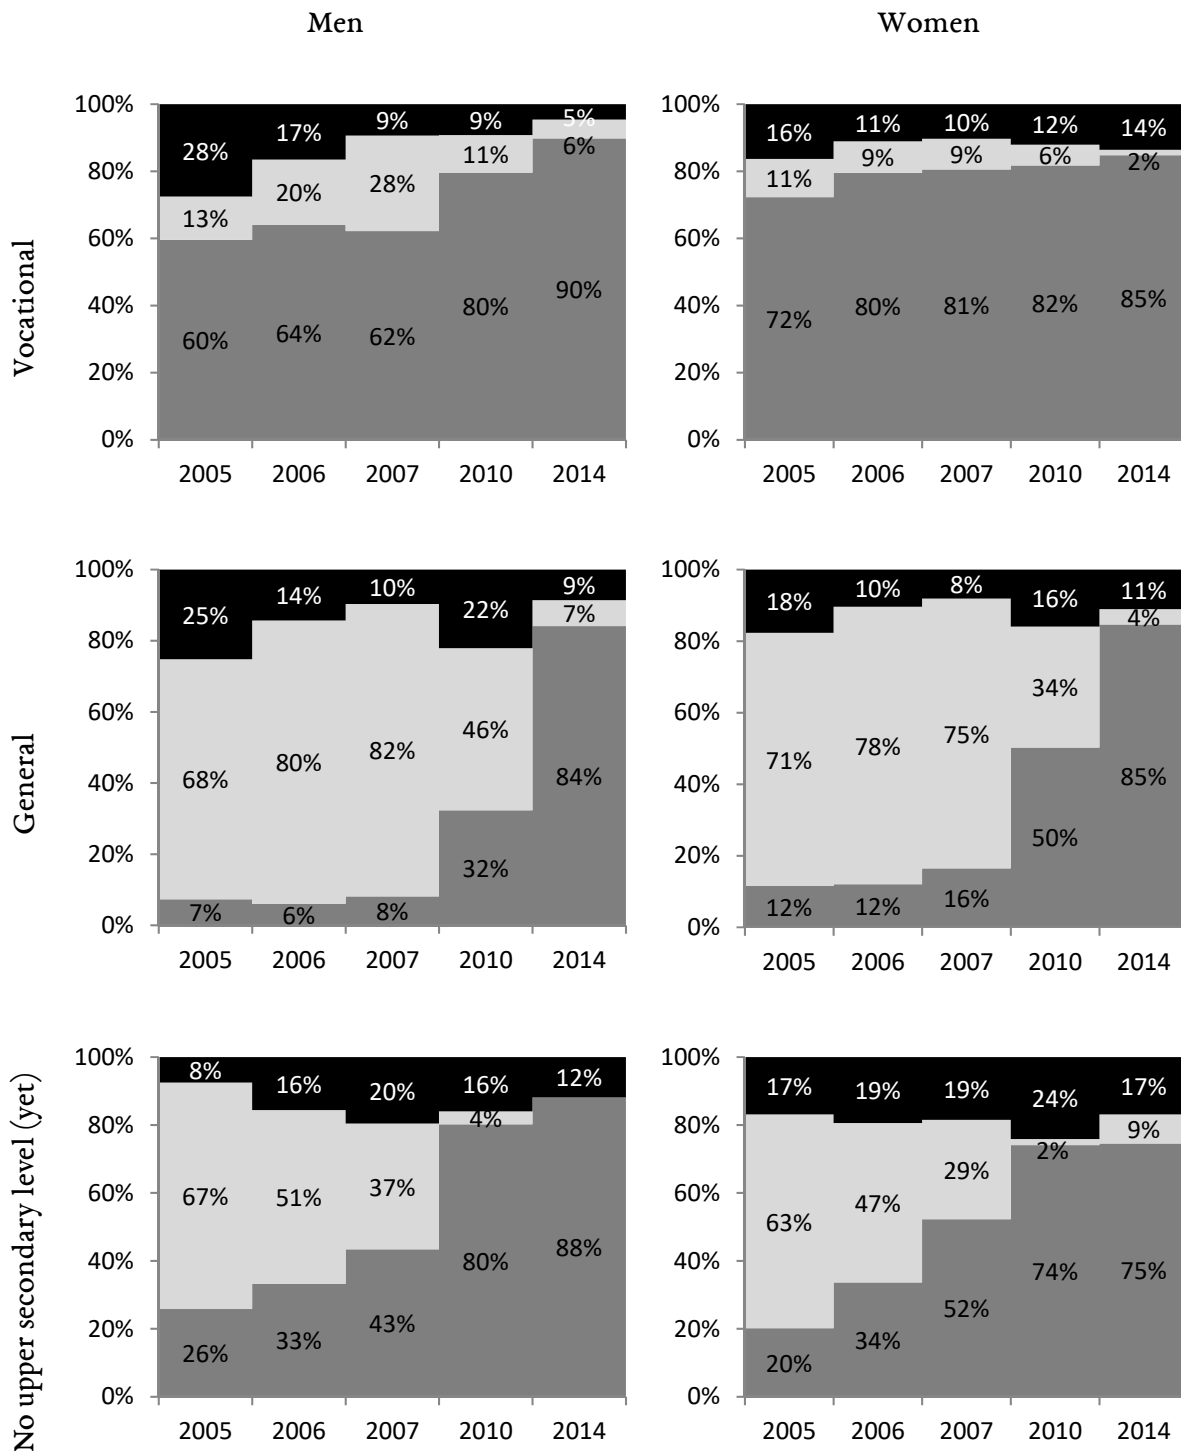 Men Women
Vocational
100%
80%
60%
40%
20%
0%
28% 17% 9% 9% 5%
13% 20% 28% 11% 6%
60% 64% 62% 80% 90%
2005 2006 2007 2010 2014
100%
80%
60%
40%
20%
0%
16% 11% 10% 12% 14%
11% 9% 9% 6% 2%
72% 80% 81% 82% 85%
2005 2006 2007 2010 2014
General
100%
80%
60%
40%
20%
0%
25% 14% 10% 22% 9%
68% 80% 82% 46% 7%
7% 6% 8% 32% 84%
2005 2006 2007 2010 2014
100%
80%
60%
40%
20%
0%
18% 10% 8% 16% 11%
71% 78% 75% 34% 4%
12% 12% 16% 50% 85%
2005 2006 2007 2010 2014
No upper secondary level (yet)
100%
80%
60%
40%
20%
0%
8% 16% 20% 16% 12%
67% 51% 37% 4%
26% 33% 43% 80% 88%
2005 2006 2007 2010 2014
100%
80%
60%
40%
20%
0%
17% 19% 19% 24% 17%
63% 47% 29% 2% 9%
20% 34% 52% 74% 75%
2005 2006 2007 2010 2014